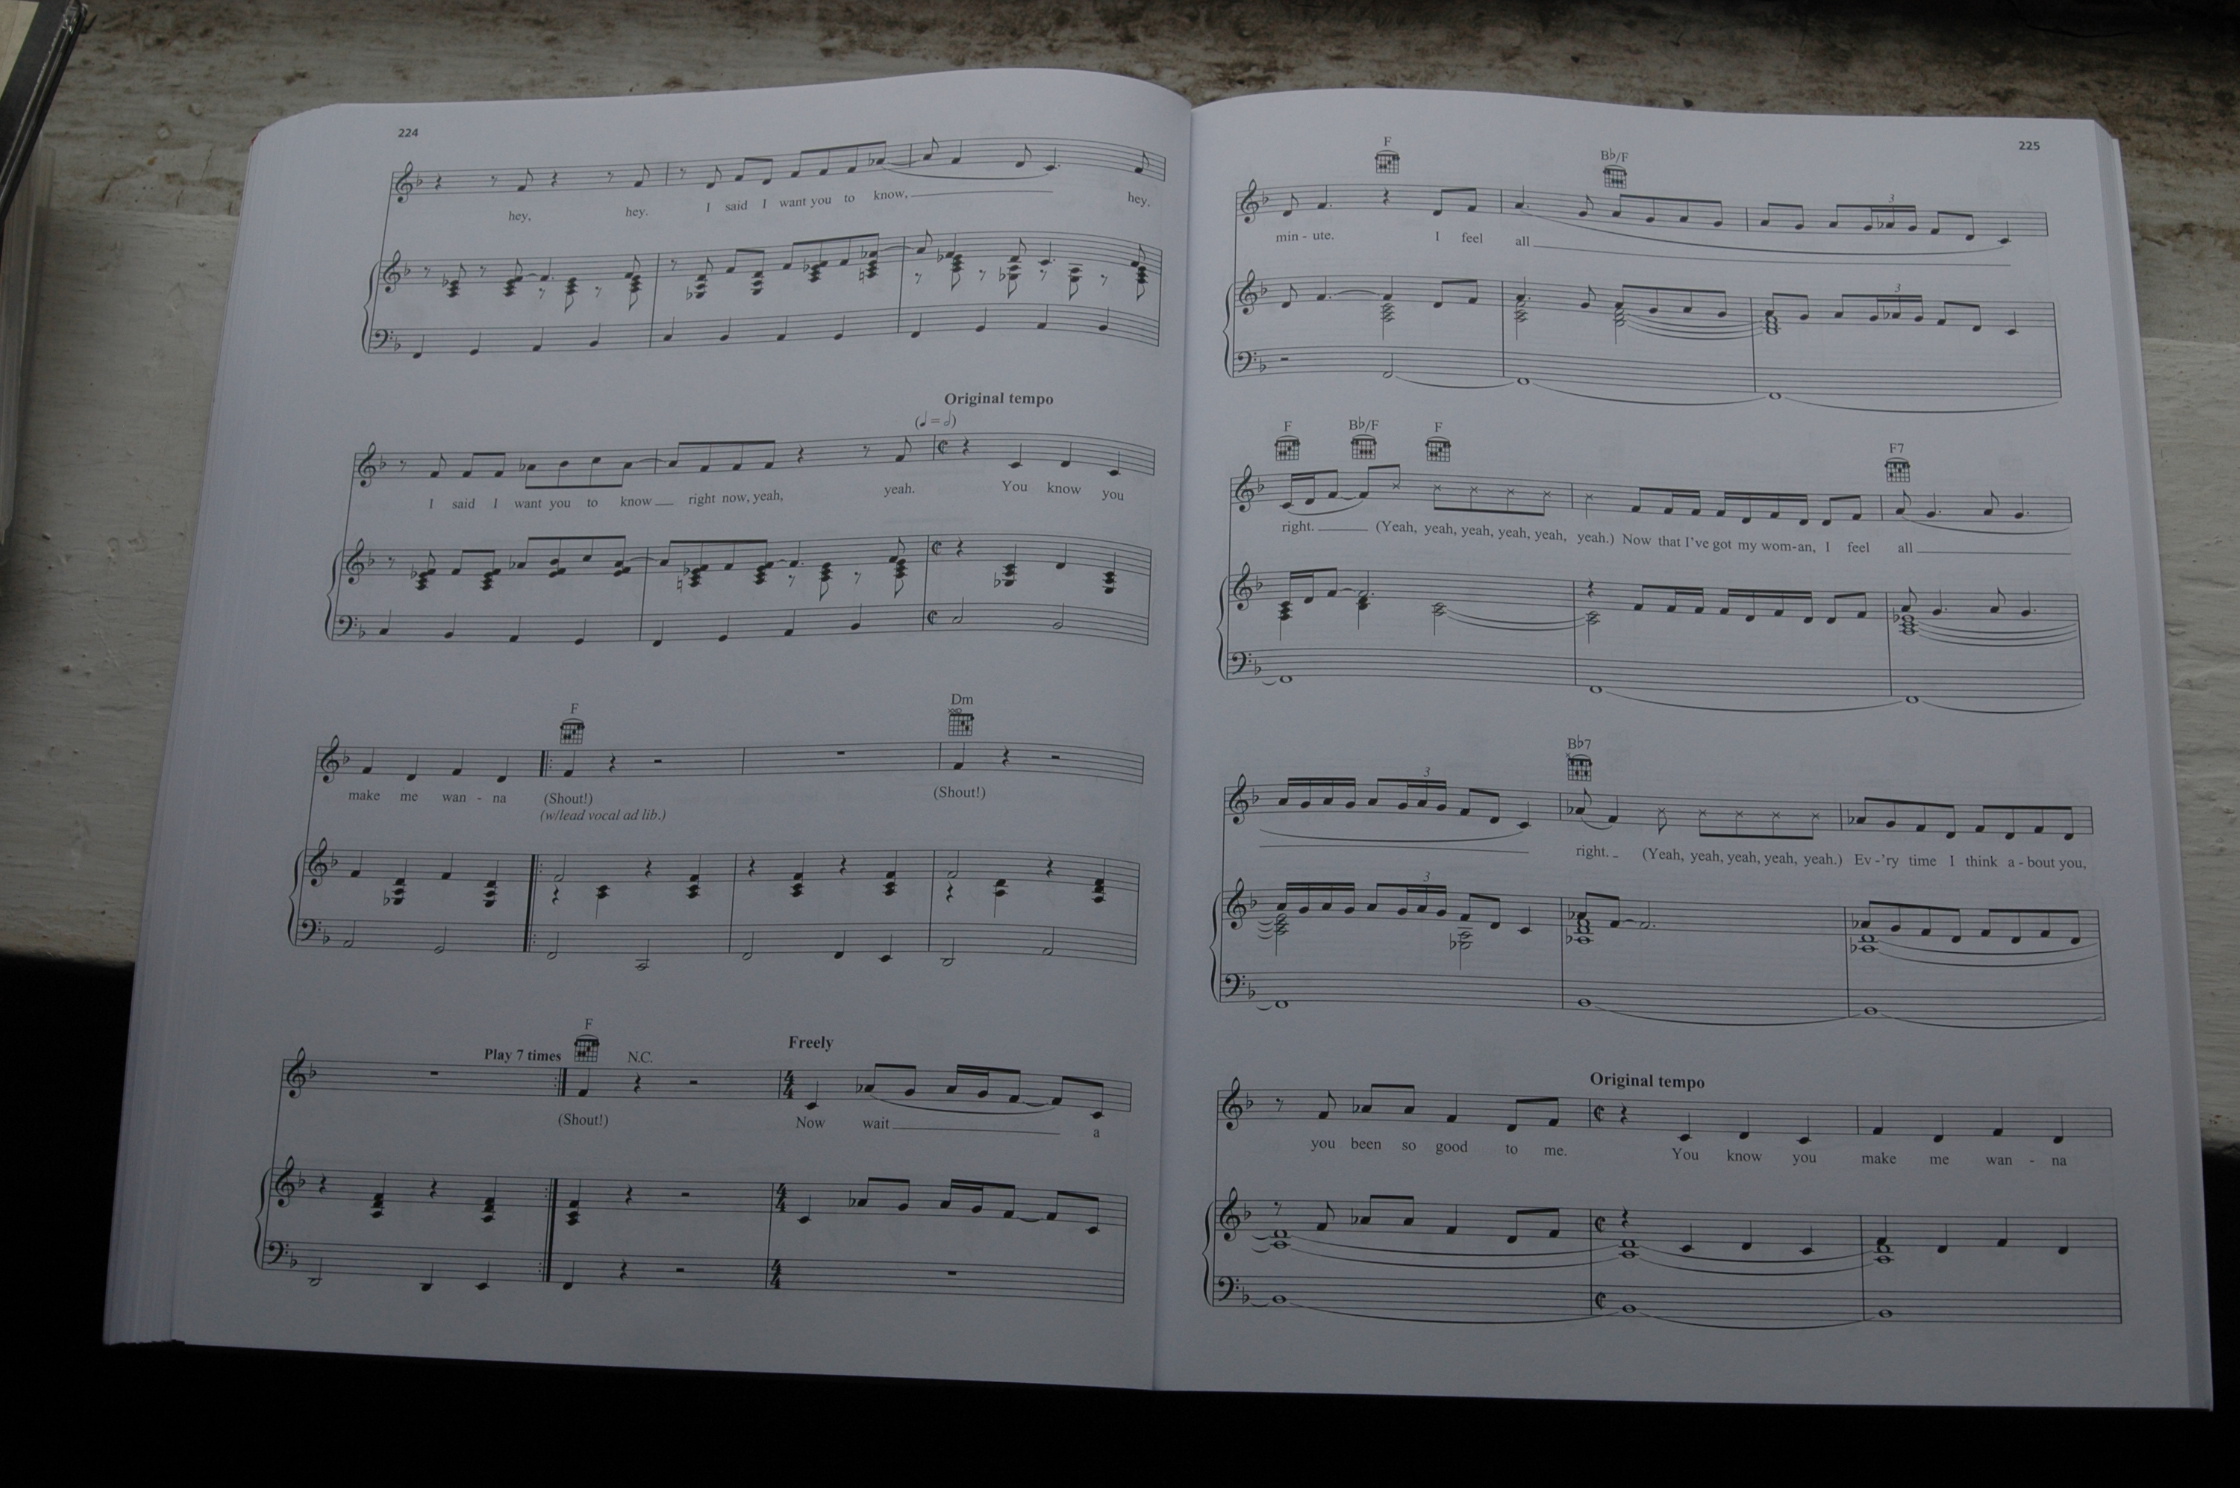 224
hey, hey. I said I want you to know, hey.
Original tempo
I said I want you to know right now, yeah, yeah. You know you
F Dm
make me wan - na (Shout!) (Shout!)
(w/lead vocal ad lib.)
Freely
Play 7 times F N.C.
(Shout!) Now wait a
225
F B♭/F
min - ute. I feel all
F B♭/F F F7
right. (Yeah, yeah, yeah, yeah, yeah, yeah.) Now that I've got my wom-an, I feel all
3
B♭7
right. (Yeah, yeah, yeah, yeah, yeah.) Ev-'ry time I think a-bout you,
3
Original tempo
you been so good to me. You know you make me wan - na